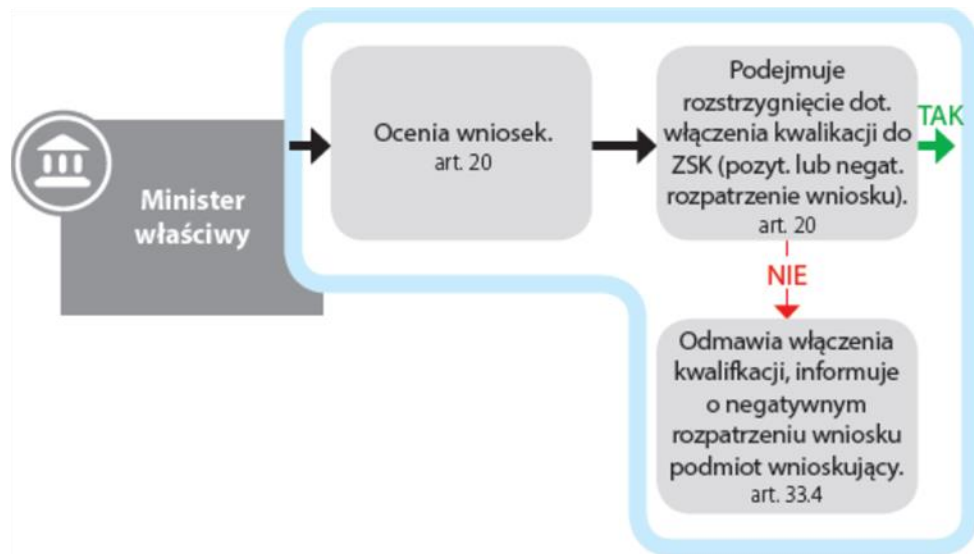 Minister
właściwy
Ocenia wniosek.
art. 20
Podejmuje
rozstrzygnięcie dot.
włączenia kwalikacji do
ZSK (pozyt. lub negat.
rozpatrzenie wniosku).
art. 20
TAK
NIE
Odmawia włączenia
kwalifkacji, informuje
o negatywnym
rozpatrzeniu wniosku
podmiot wnioskujący.
art. 33.4